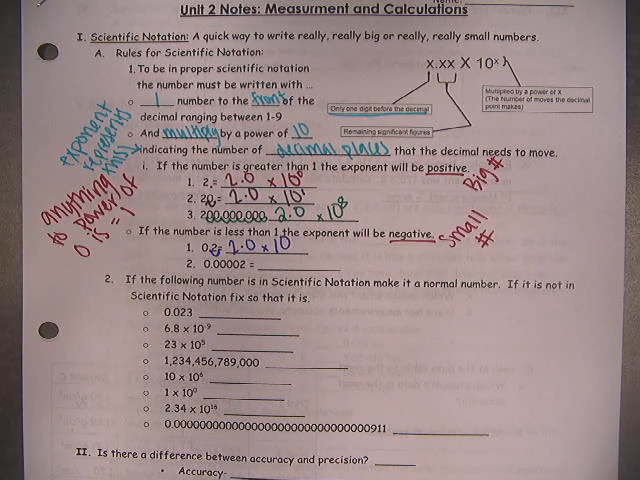 Name:
Unit 2 Notes: Measurment and Calculations
I. Scientific Notation: A quick way to write really, really big or really, really small numbers.
A. Rules for Scientific Notation:
1. To be in proper scientific notation
the number must be written with ...
o 1 number to the front of the
decimal ranging between 1-9
o And multiply by a power of 10
indicating the number of decimal places that the decimal needs to move.
X.XX X 10ˣ
Only one digit before the decimal
Multiplied by a power of X
(The Number of moves the decimal
point makes)
Remaining significant figures
exponent
represents
this
i. If the number is greater than 1 the exponent will be positive.
1. 2 = 2.0 x 10⁰
2. 20 = 2.0 x 10¹
3. 200,000,000 2.0 x 10⁸
Big #
anything
to power of
0 is = 1
o If the number is less than 1 the exponent will be negative.
1. 0.2 = 2.0 x 10
2. 0.00002 =
small
#
2. If the following number is in Scientific Notation make it a normal number. If it is not in
Scientific Notation fix so that it is.
o 0.023
o 6.8 x 10⁻⁹
o 23 x 10⁵
o 1,234,456,789,000
o 10 x 10⁶
o 1 x 10⁰
o 2.34 x 10¹⁶
o 0.0000000000000000000000000000000911
II. Is there a difference between accuracy and precision?
• Accuracy-